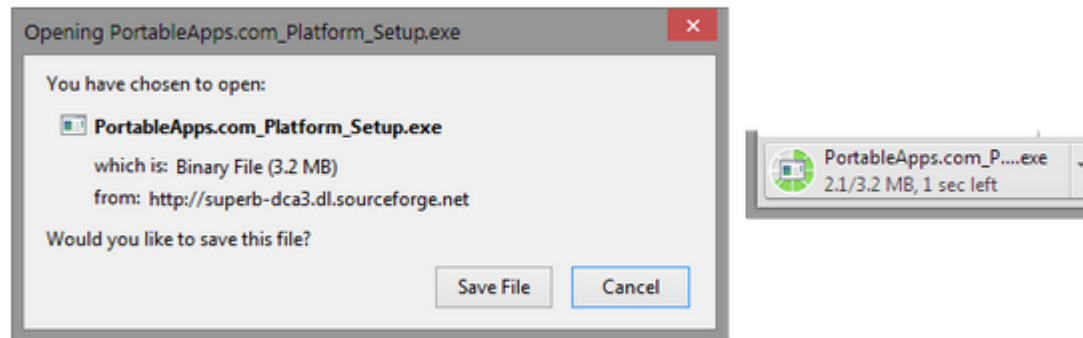 Opening PortableApps.com_Platform_Setup.exe
You have chosen to open:
PortableApps.com_Platform_Setup.exe
which is: Binary File (3.2 MB)
from: http://superb-dca3.dl.sourceforge.net
Would you like to save this file?
Save File
Cancel
PortableApps.com_P....exe
2.1/3.2 MB, 1 sec left